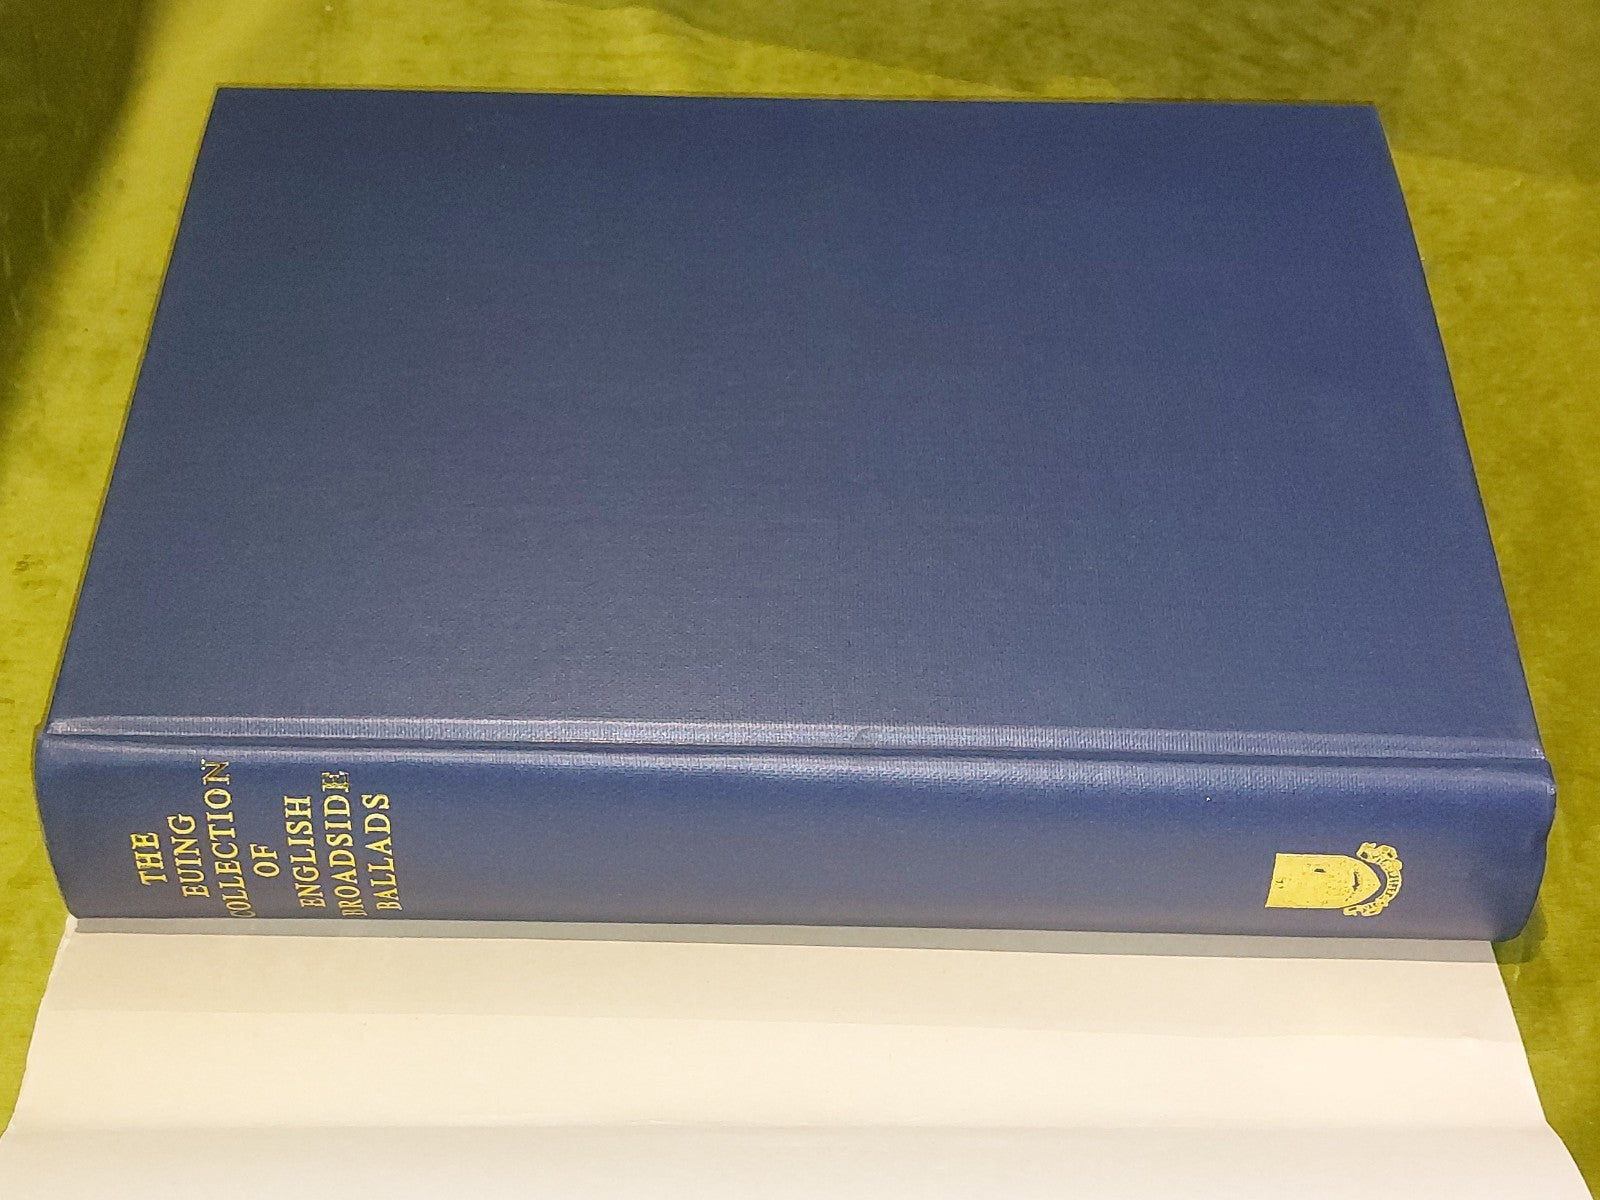 THE
EUING
COLLECTION
OF
ENGLISH
BROADSIDE
BALLADS